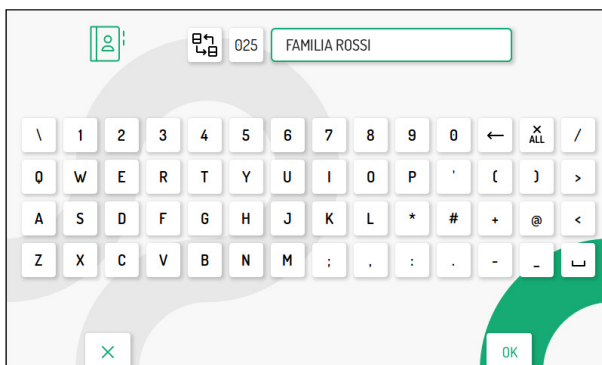 025 FAMILIA ROSSI
\ 1 2 3 4 5 6 7 8 9 0 ← × ALL /
Q W E R T Y U I O P ' ( ) >
A S D F G H J K L * # + @ <
Z X C V B N M ; , : . - _ ⌴
× OK